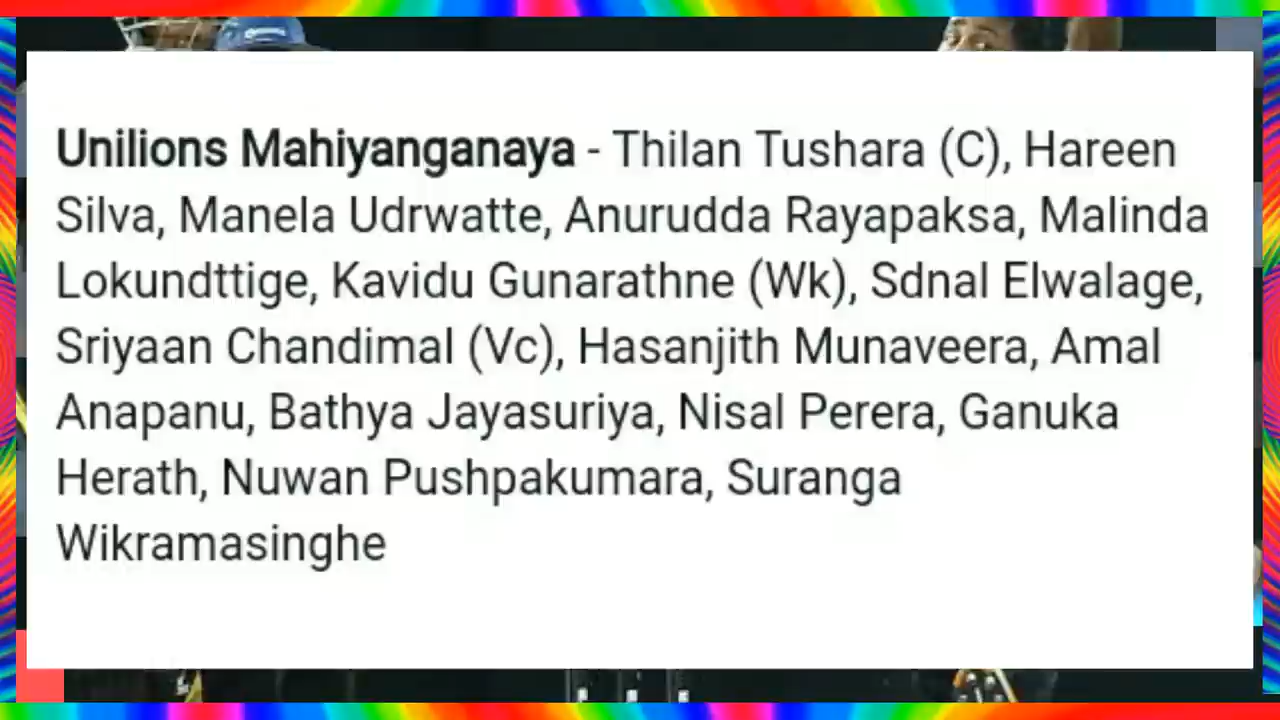 Unilions Mahiyanganaya - Thilan Tushara (C), Hareen
Silva, Manela Udrwatte, Anurudda Rayapaksa, Malinda
Lokundttige, Kavidu Gunarathne (Wk), Sdnal Elwalage,
Sriyaan Chandimal (Vc), Hasanjith Munaveera, Amal
Anapanu, Bathya Jayasuriya, Nisal Perera, Ganuka
Herath, Nuwan Pushpakumara, Suranga
Wikramasinghe